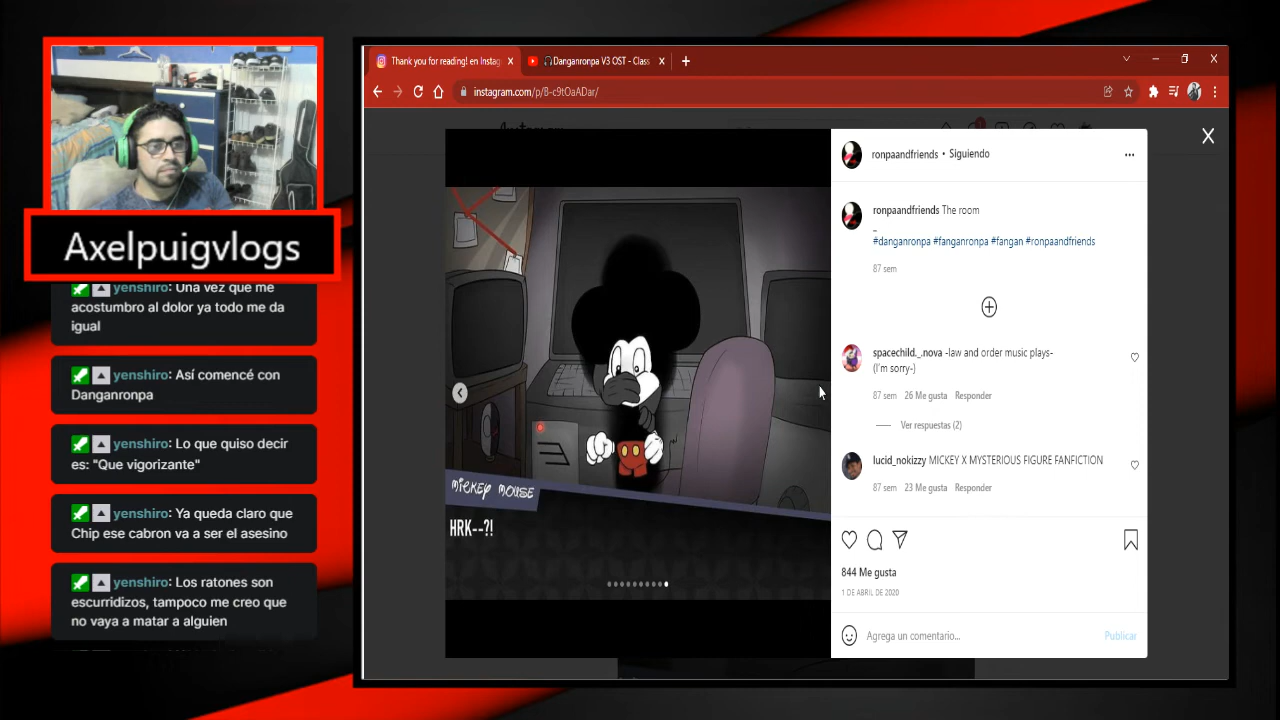 Axelpuigvlogs
yenshiro: Una vez que me
acostumbro al dolor ya todo me da
igual
yenshiro: Así comencé con
Danganronpa
yenshiro: Lo que quiso decir
es: "Que vigorizante"
yenshiro: Ya queda claro que
Chip ese cabron va a ser el asesino
yenshiro: Los ratones son
escurridizos, tampoco me creo que
no vaya a matar a alguien
Thank you for reading! en Instag
Danganronpa V3 OST - Class
instagram.com/p/B-c9tOaADar/
MICKEY MOUSE
HRK--?!
ronpaandfriends • Siguiendo
ronpaandfriends The room
_
#danganronpa #fanganronpa #fangan #ronpaandfriends
87 sem
spacechild._.nova -law and order music plays-
(I'm sorry-)
87 sem 26 Me gusta Responder
Ver respuestas (2)
lucid_nokizzy MICKEY X MYSTERIOUS FIGURE FANFICTION
87 sem 23 Me gusta Responder
844 Me gusta
1 DE ABRIL DE 2020
Agrega un comentario...
Publicar